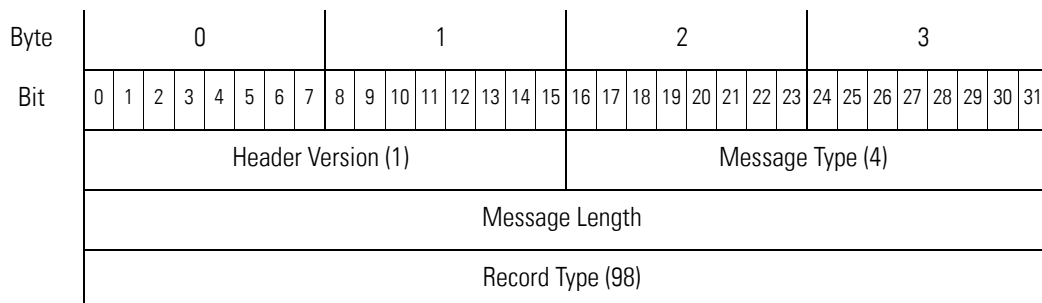 Byte 0 1 2 3
Bit 0 1 2 3 4 5 6 7 8 9 10 11 12 13 14 15 16 17 18 19 20 21 22 23 24 25 26 27 28 29 30 31
Header Version (1) Message Type (4)
Message Length
Record Type (98)